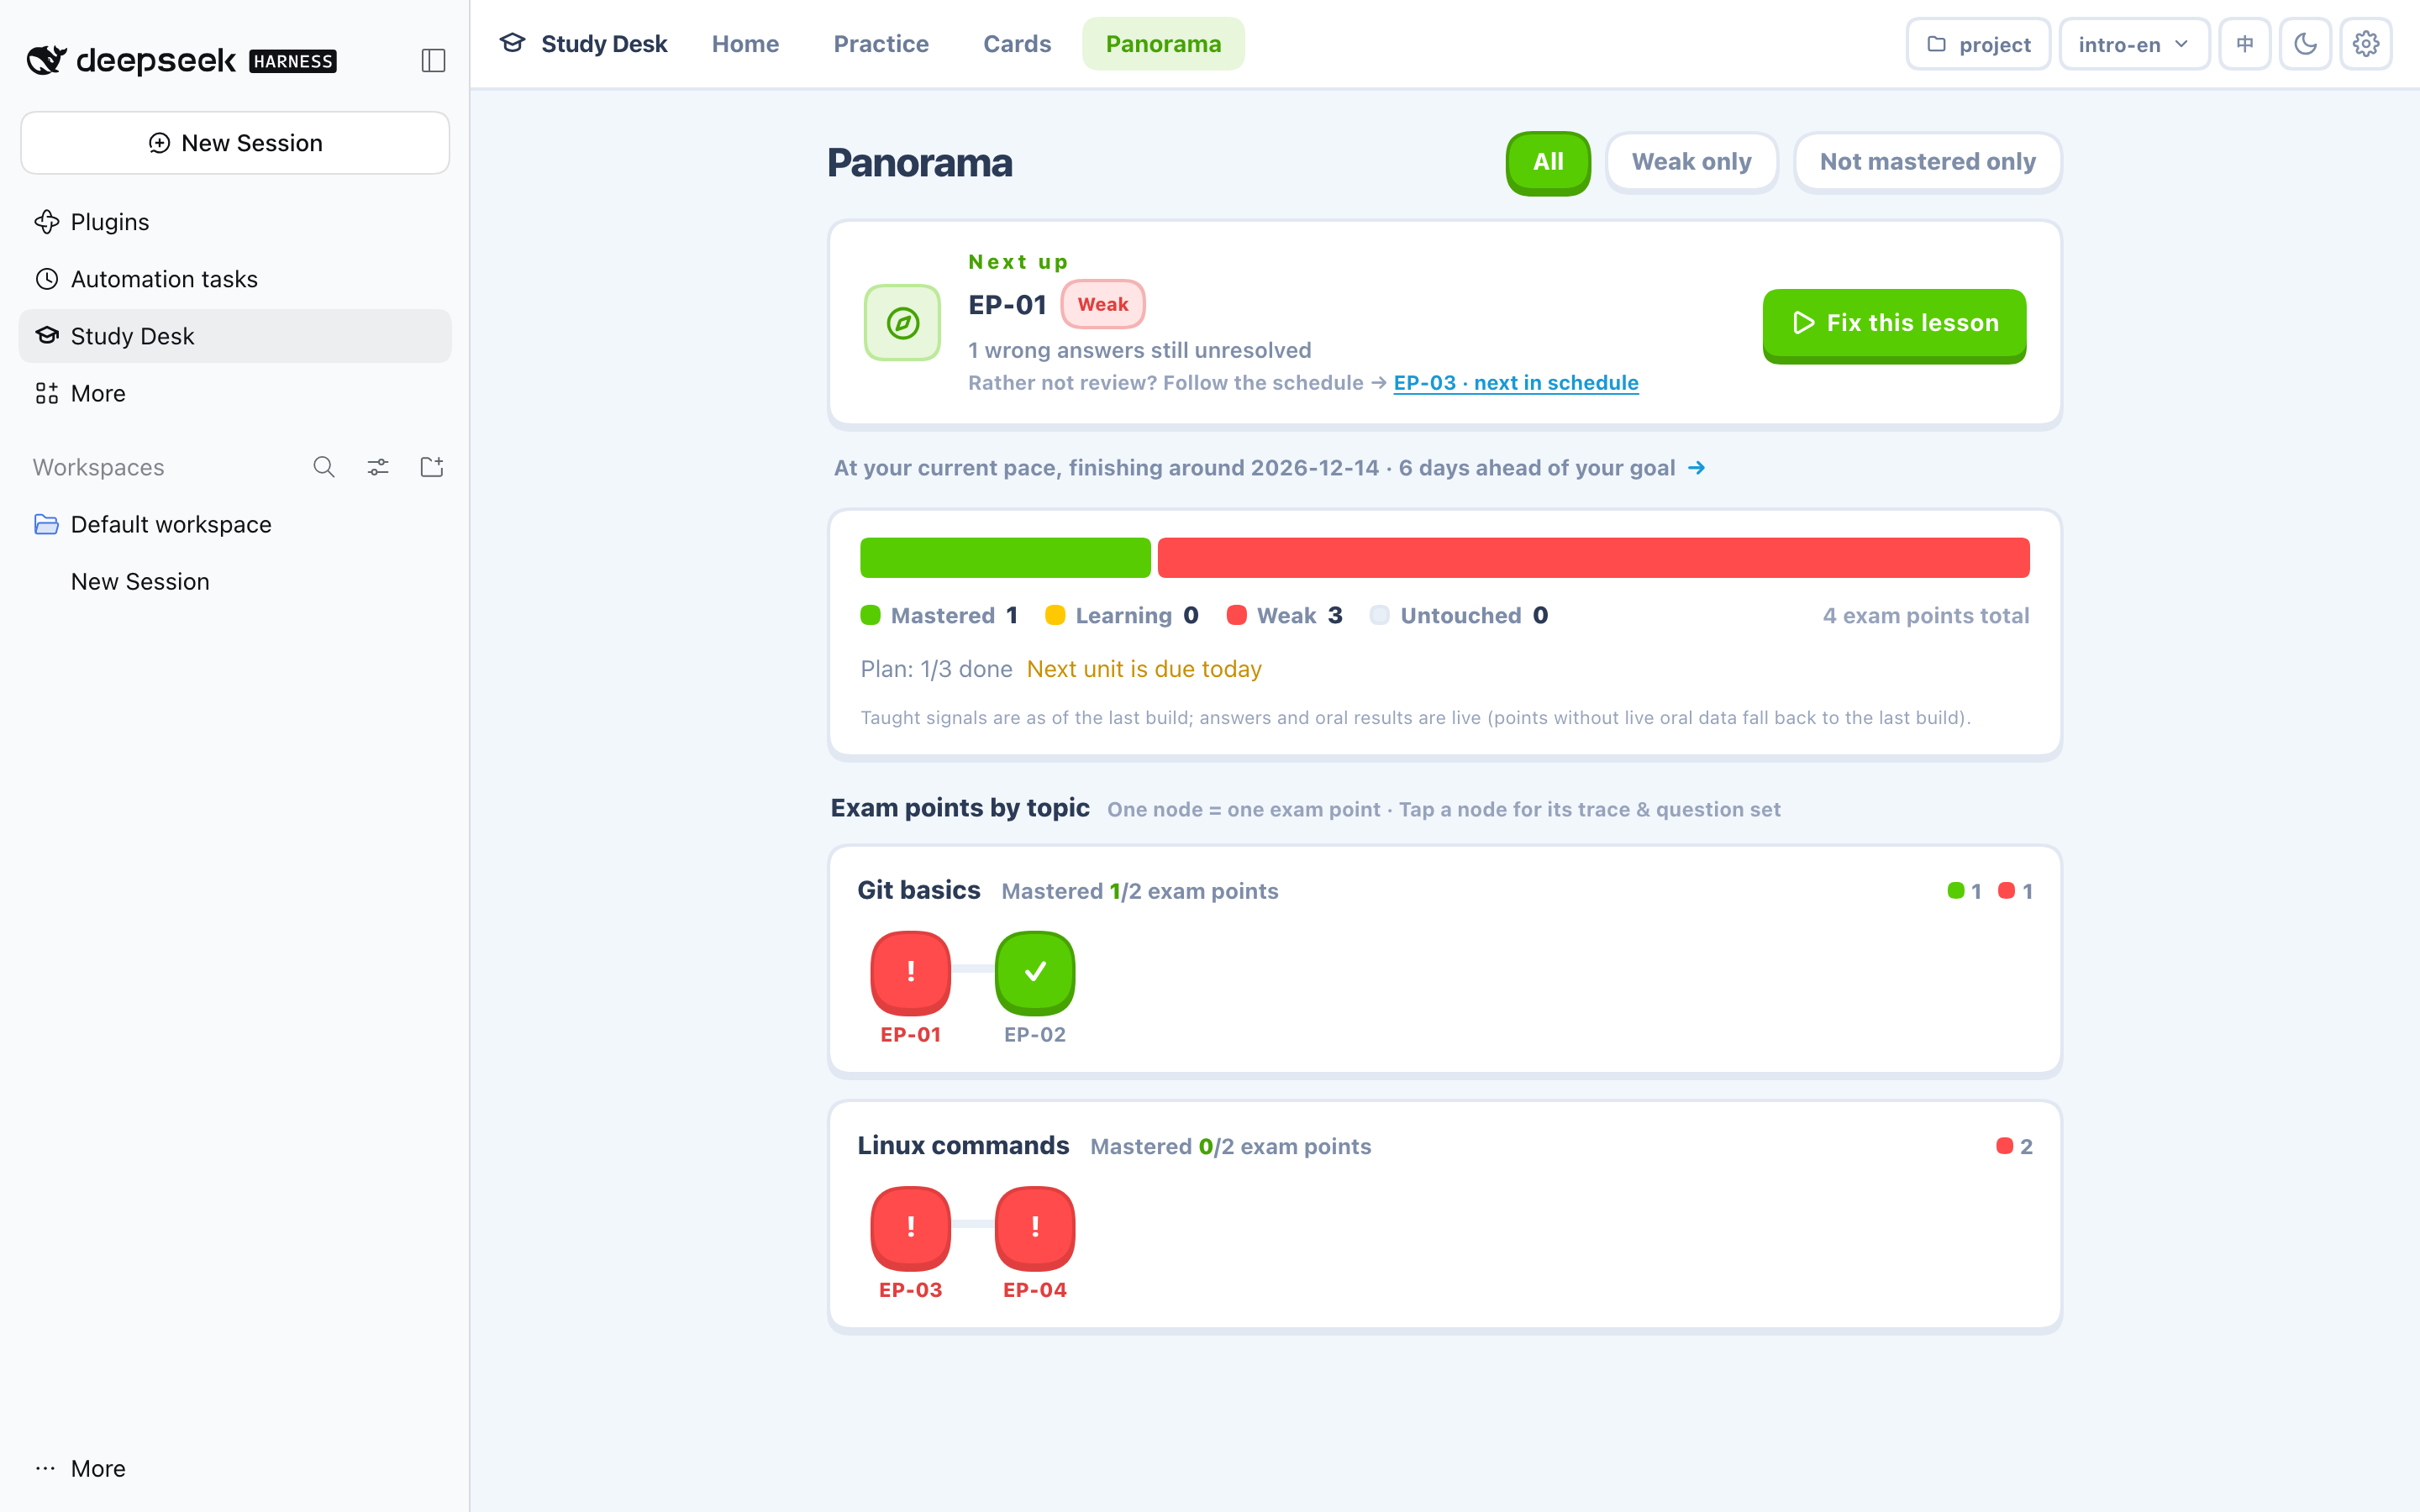 deepseek HARNESS
New Session
Plugins
Automation tasks
Study Desk
More
Workspaces
Default workspace
New Session
More
Study Desk
Home
Practice
Cards
Panorama
project
intro-en
中
Panorama
All
Weak only
Not mastered only
Next up
EP-01 Weak
1 wrong answers still unresolved
Rather not review? Follow the schedule → EP-03 · next in schedule
Fix this lesson
At your current pace, finishing around 2026-12-14 · 6 days ahead of your goal →
Mastered 1 Learning 0 Weak 3 Untouched 0 4 exam points total
Plan: 1/3 done Next unit is due today
Taught signals are as of the last build; answers and oral results are live (points without live oral data fall back to the last build).
Exam points by topic One node = one exam point · Tap a node for its trace & question set
Git basics Mastered 1/2 exam points 1 1
! 
EP-01 EP-02
Linux commands Mastered 0/2 exam points 2
! !
EP-03 EP-04